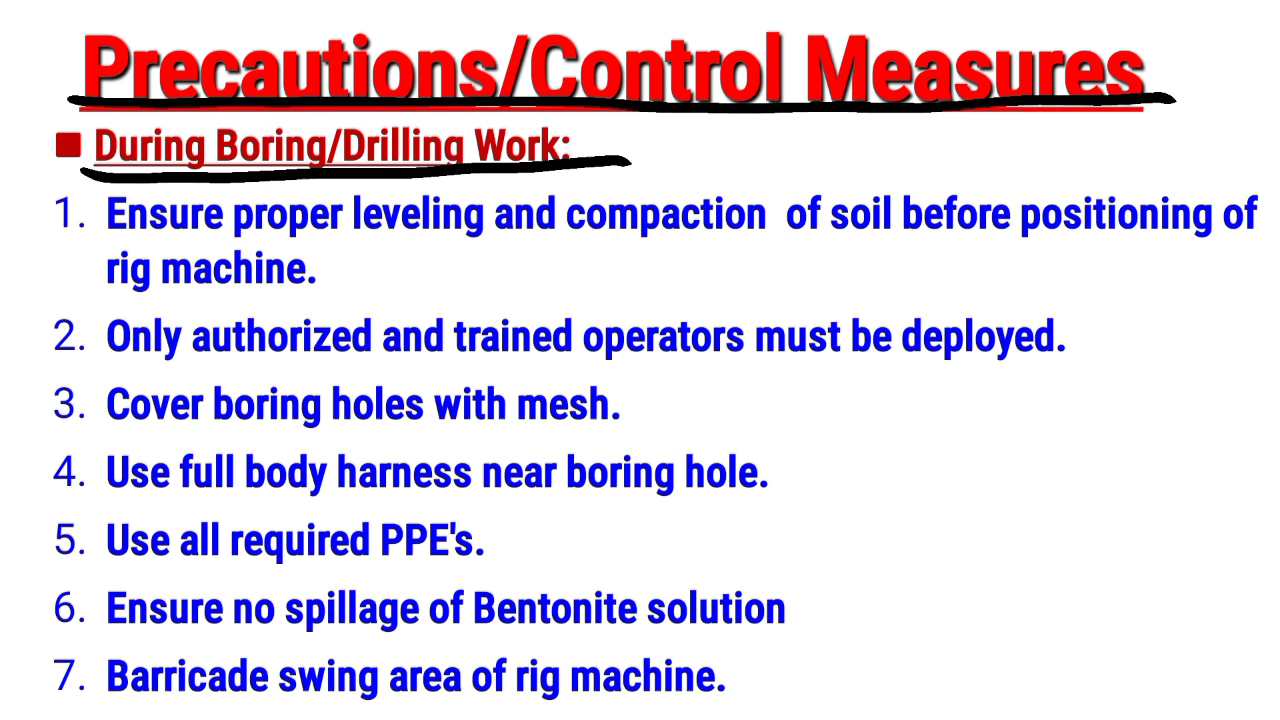 Precautions/Control Measures
During Boring/Drilling Work:
1. Ensure proper leveling and compaction  of soil before positioning of
rig machine.
2. Only authorized and trained operators must be deployed.
3. Cover boring holes with mesh.
4. Use full body harness near boring hole.
5. Use all required PPE's.
6. Ensure no spillage of Bentonite solution
7. Barricade swing area of rig machine.